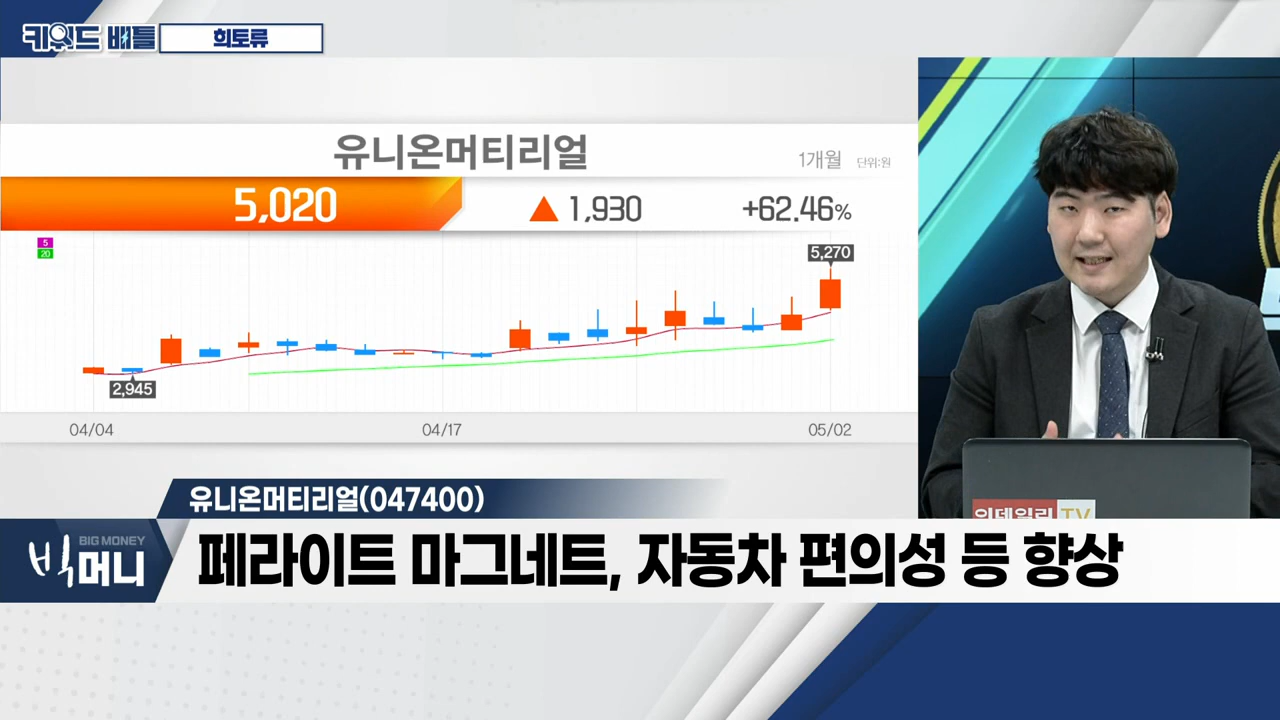 키워드 배틀 희토류
유니온머티리얼
1개월 단위:원
5,020 ▲ 1,930 +62.46%
5
20
5,270
2,945
04/04 04/17 05/02
유니온머티리얼(047400)
이데일리 TV
BIG MONEY
빅머니
페라이트 마그네트, 자동차 편의성 등 향상